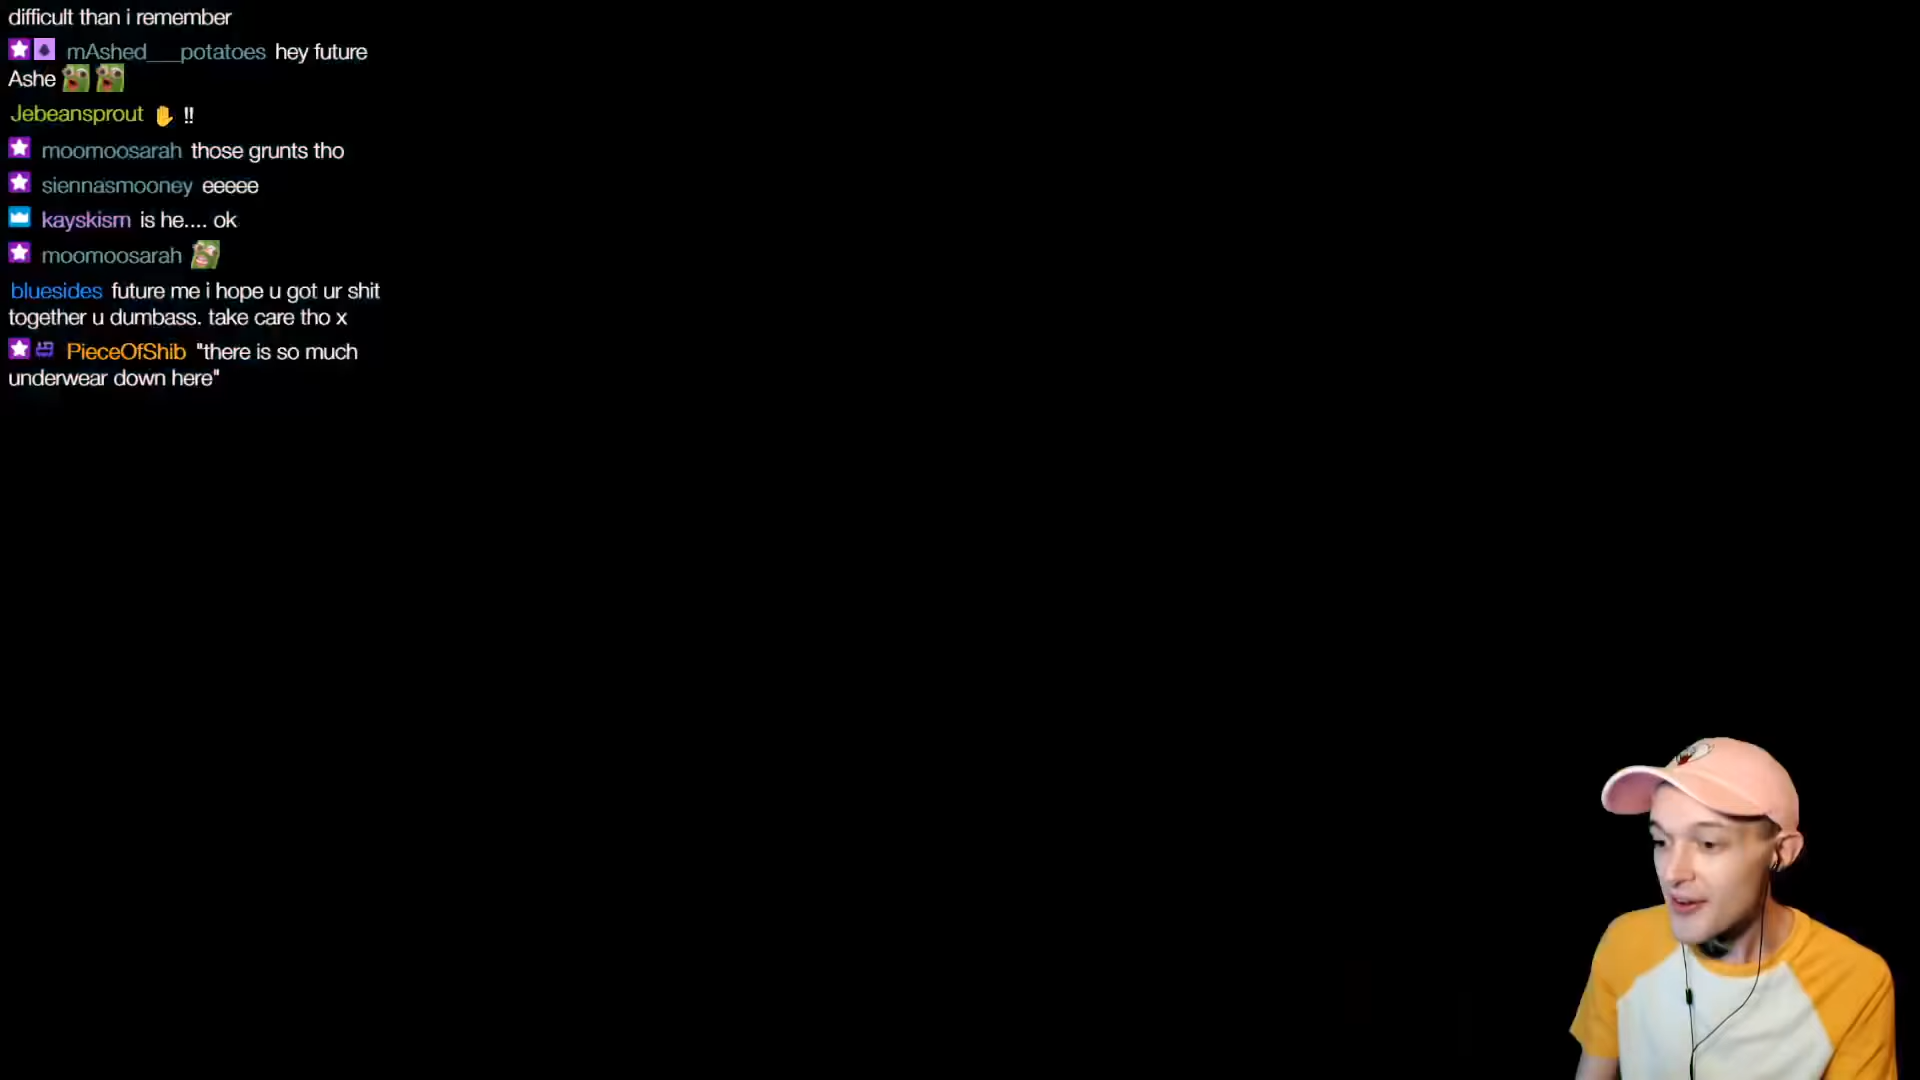 difficult than i remember
mAshed___potatoes hey future
Ashe
Jebeansprout ✋ ‼
moomoosarah those grunts tho
siennasmooney eeeee
kayskism is he.... ok
moomoosarah
bluesides future me i hope u got ur shit
together u dumbass. take care tho x
PieceOfShib "there is so much
underwear down here"